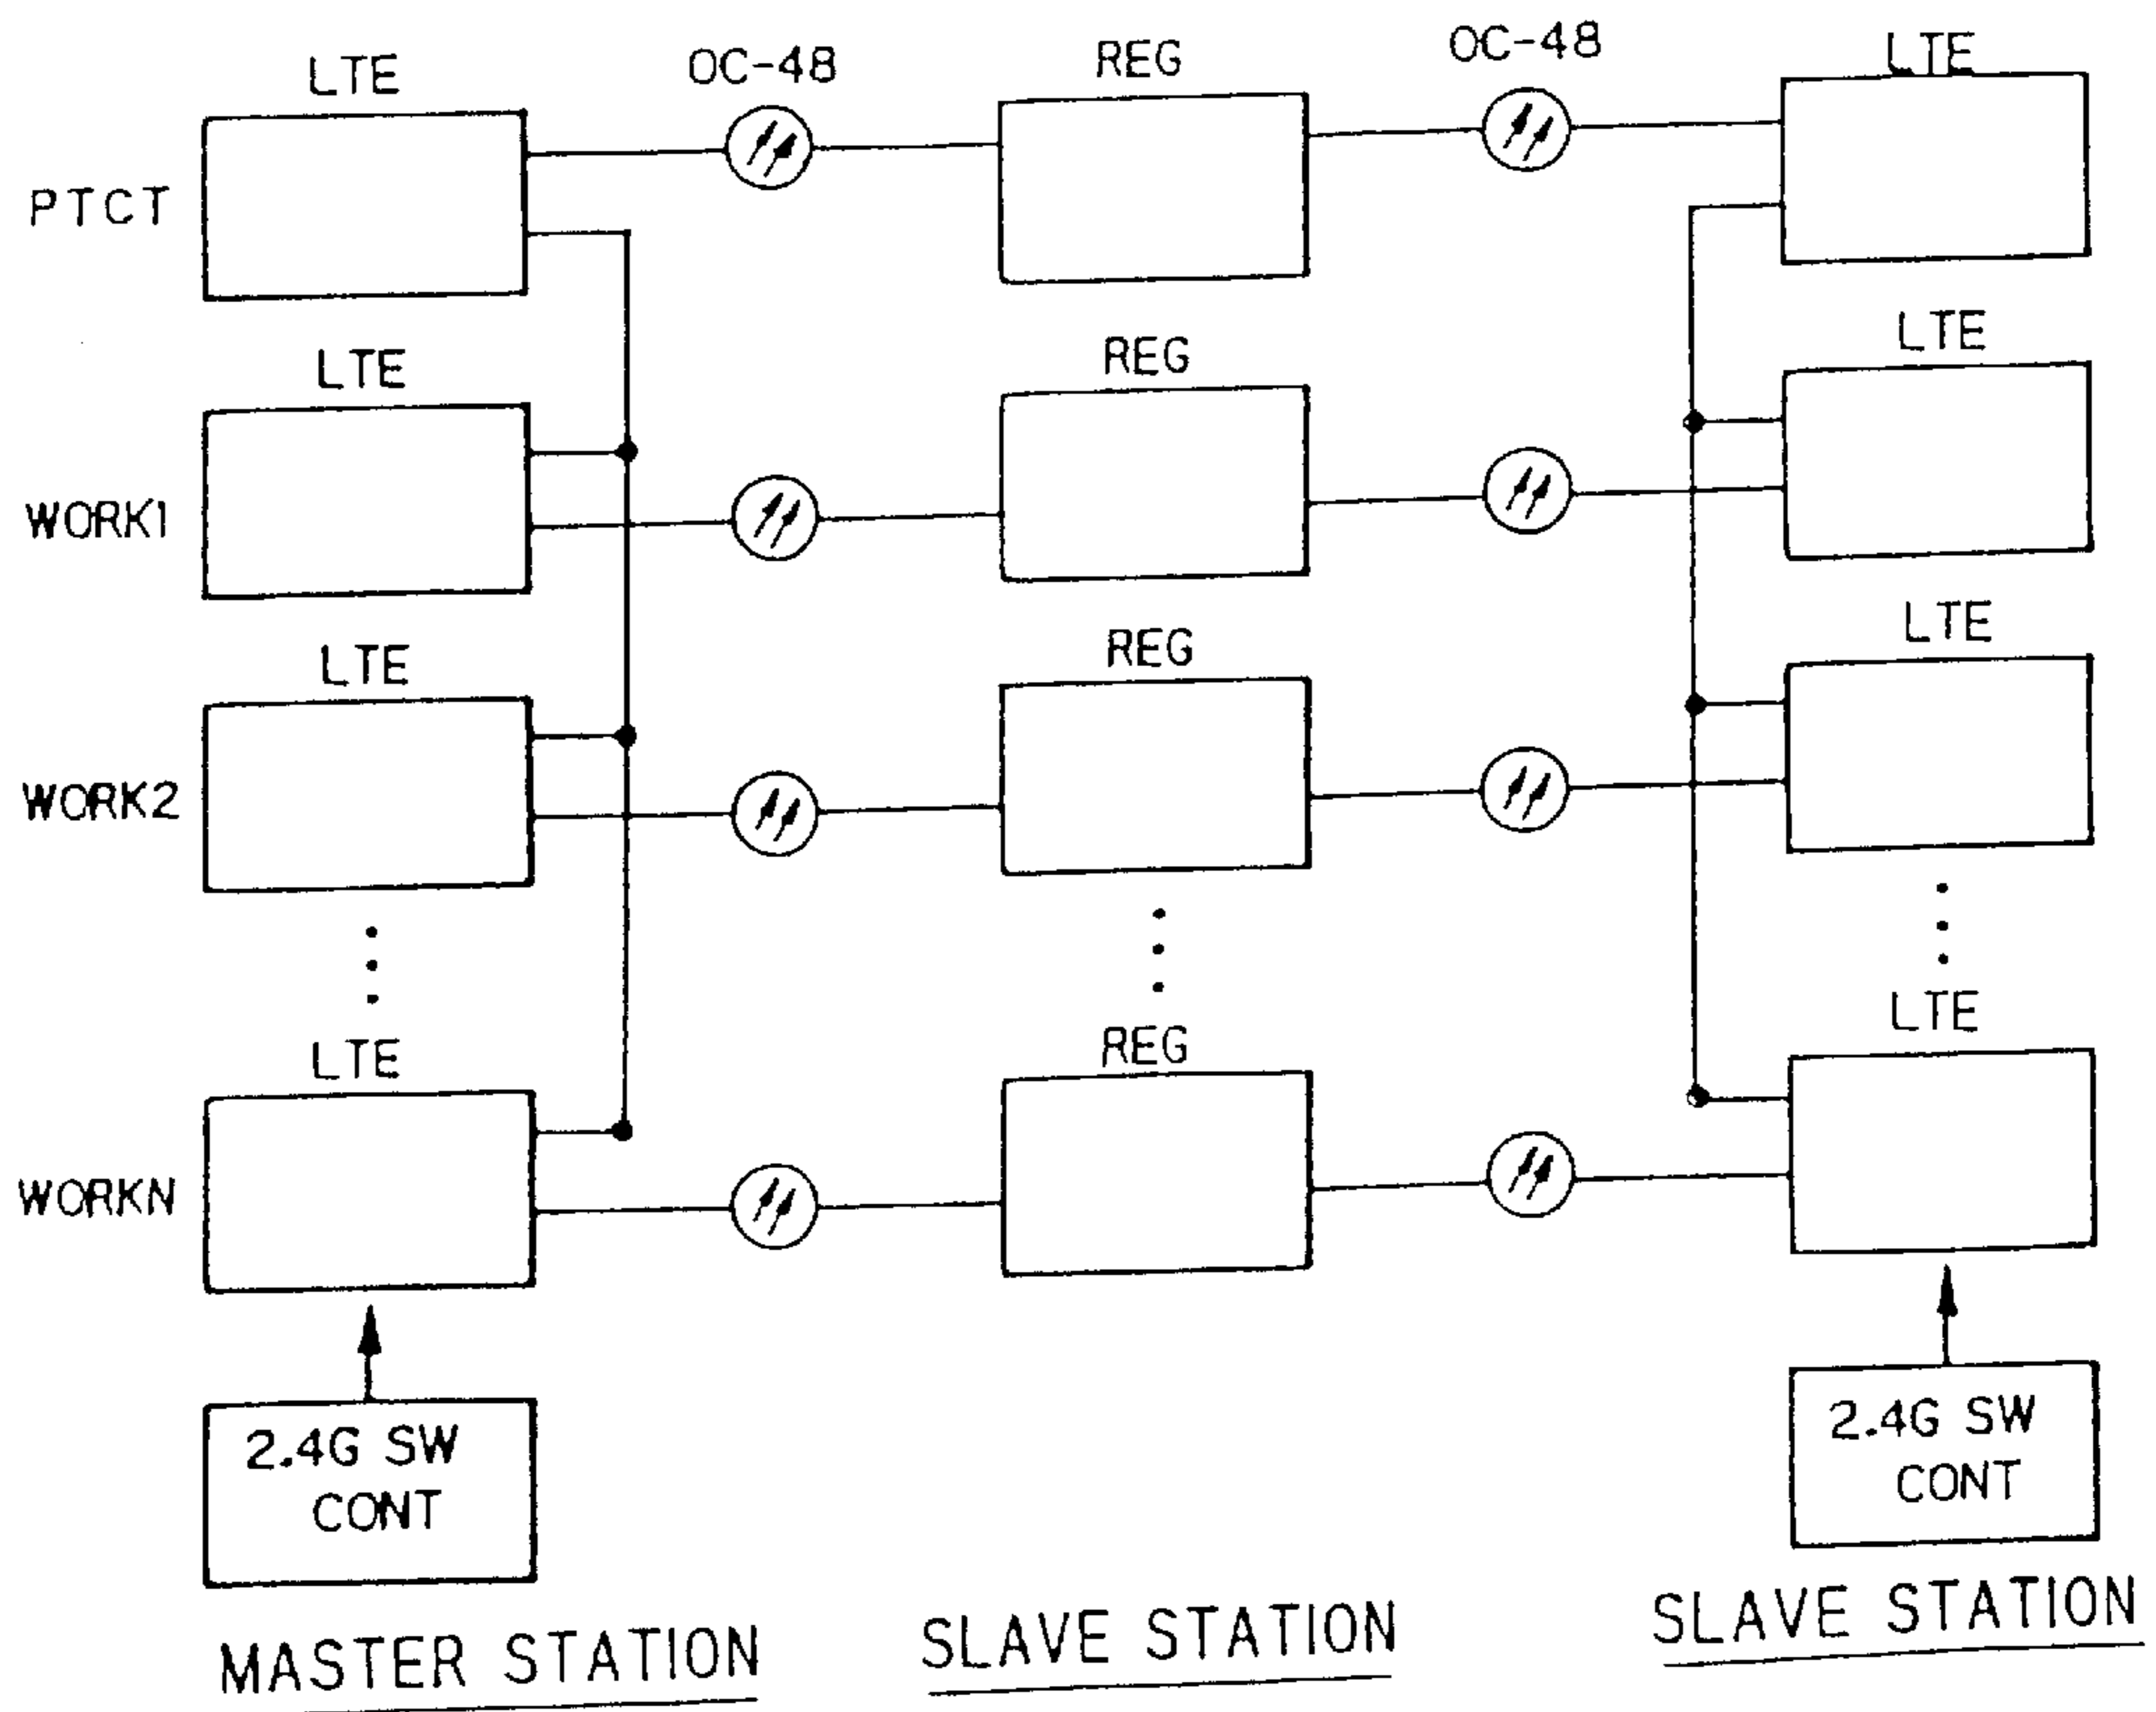 LTE
OC-48
REG
OC-48
LTE
PTCT
LTE
REG
LTE
WORK1
LTE
REG
LTE
WORK2
LTE
REG
LTE
WORKN
2.4G SW
CONT
2.4G SW
CONT
MASTER STATION
SLAVE STATION
SLAVE STATION